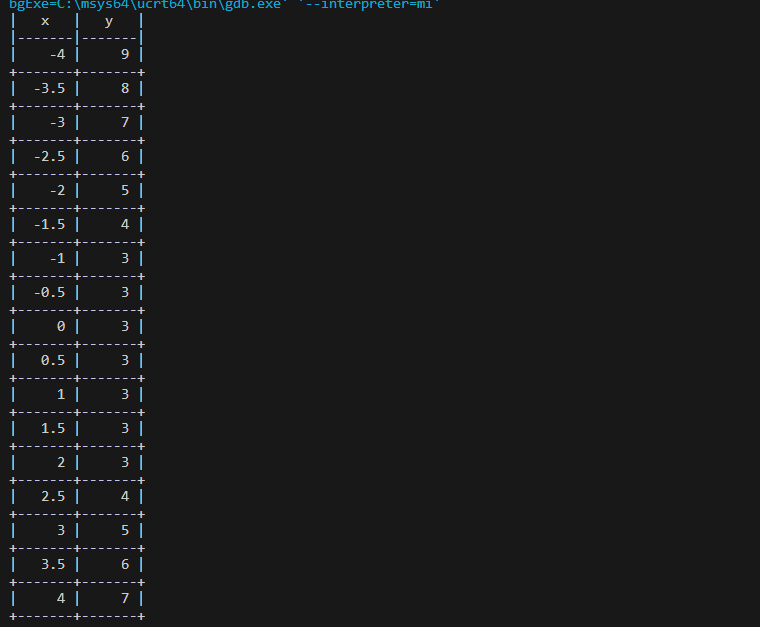 bgExe=C:\msys64\ucrt64\bin\gdb.exe' '--interpreter=mi'
|   x   |   y   |
|-------|-------|
|    -4 |     9 |
+-------+-------+
|  -3.5 |     8 |
+-------+-------+
|    -3 |     7 |
+-------+-------+
|  -2.5 |     6 |
+-------+-------+
|    -2 |     5 |
+-------+-------+
|  -1.5 |     4 |
+-------+-------+
|    -1 |     3 |
+-------+-------+
|  -0.5 |     3 |
+-------+-------+
|     0 |     3 |
+-------+-------+
|   0.5 |     3 |
+-------+-------+
|     1 |     3 |
+-------+-------+
|   1.5 |     3 |
+-------+-------+
|     2 |     3 |
+-------+-------+
|   2.5 |     4 |
+-------+-------+
|     3 |     5 |
+-------+-------+
|   3.5 |     6 |
+-------+-------+
|     4 |     7 |
+-------+-------+